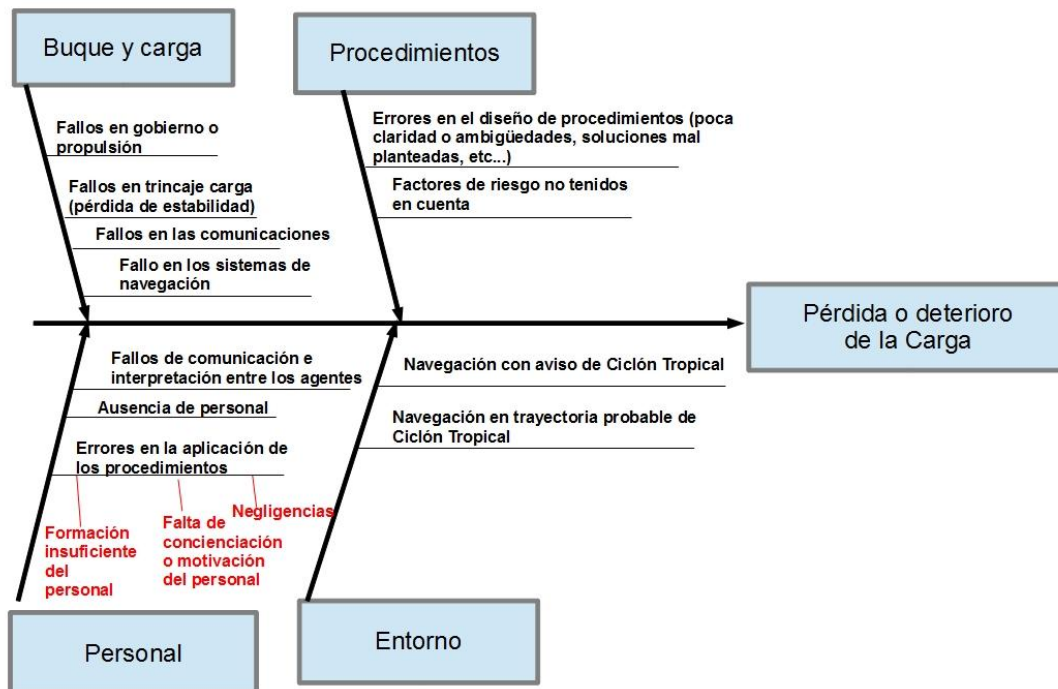 Buque y carga
Procedimientos
Fallos en gobierno o
propulsión
Fallos en trincaje carga
(pérdida de estabilidad)
Fallos en las comunicaciones
Fallo en los sistemas de
navegación
Errores en el diseño de procedimientos (poca
claridad o ambigüedades, soluciones mal
planteadas, etc...)
Factores de riesgo no tenidos
en cuenta
Pérdida o deterioro
de la Carga
Fallos de comunicación e
interpretación entre los agentes
Ausencia de personal
Errores en la aplicación de
los procedimientos
Formación
insuficiente
del
personal
Falta de
concienciación
o motivación
del personal
Negligencias
Navegación con aviso de Ciclón Tropical
Navegación en trayectoria probable de
Ciclón Tropical
Personal
Entorno